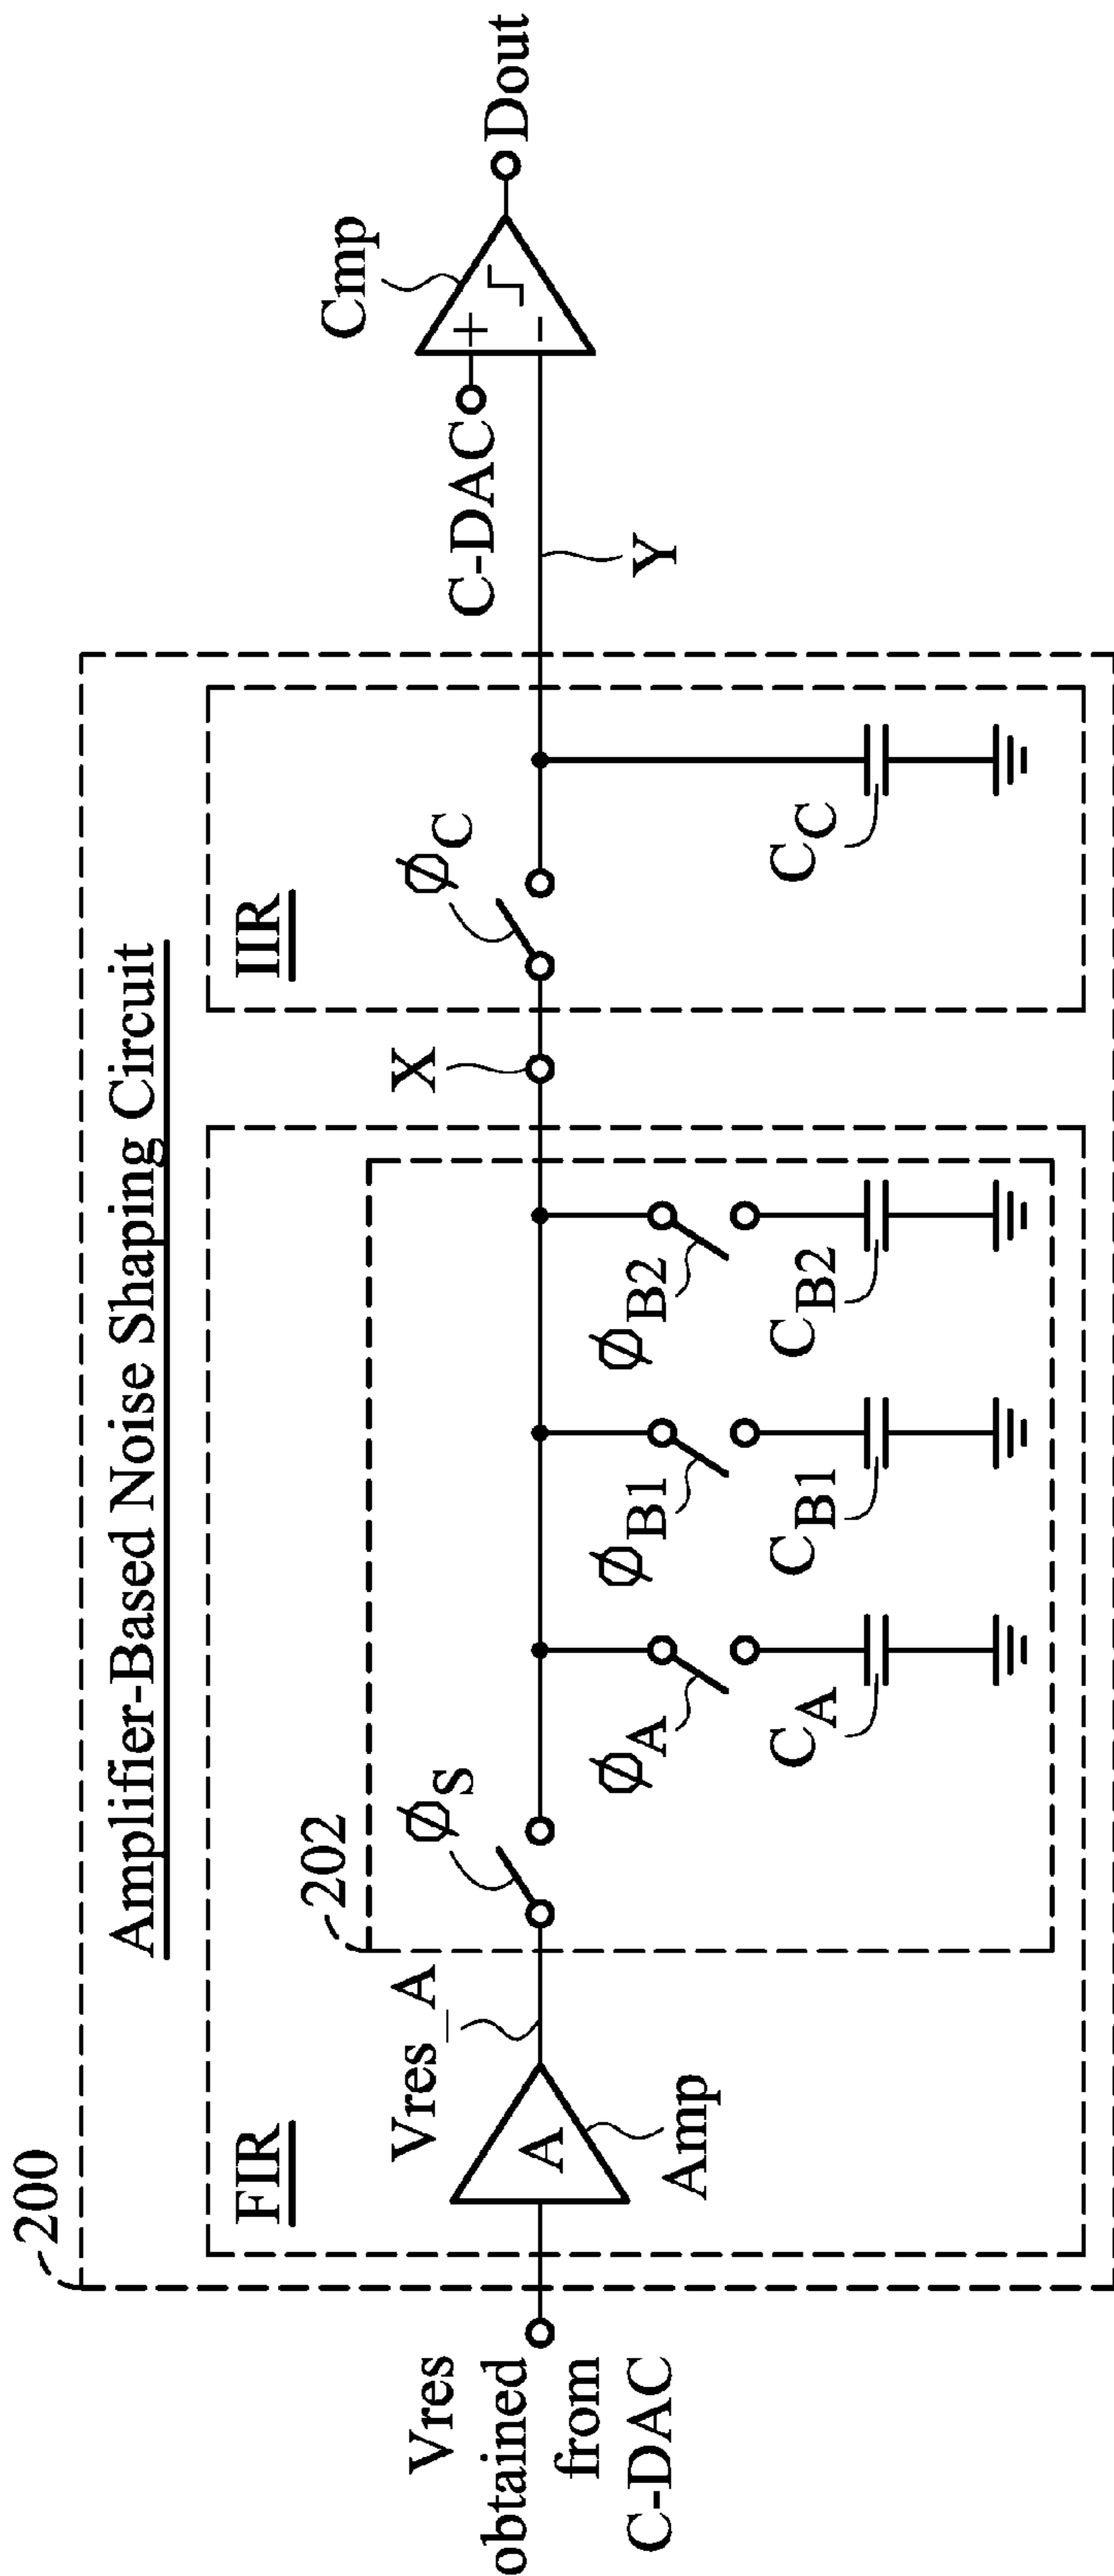 200
Amplifier-Based Noise Shaping Circuit
FIR
202
IIR
Vres
obtained
from
C-DAC
A
Amp
Vres_A
ØS
ØA
CA
ØB1
CB1
ØB2
CB2
X
ØC
CC
Y
C-DAC
+
-
Cmp
Dout